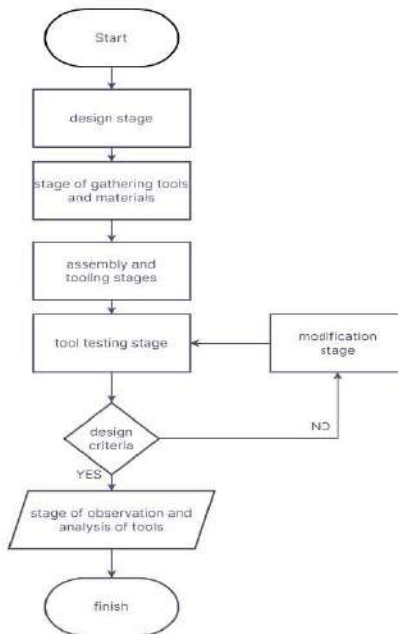 Start
design stage
stage of gathering tools
and materials
assembly and
tooling stages
tool testing stage
modification
stage
design
criteria
NO
YES
stage of observation and
analysis of tools
finish